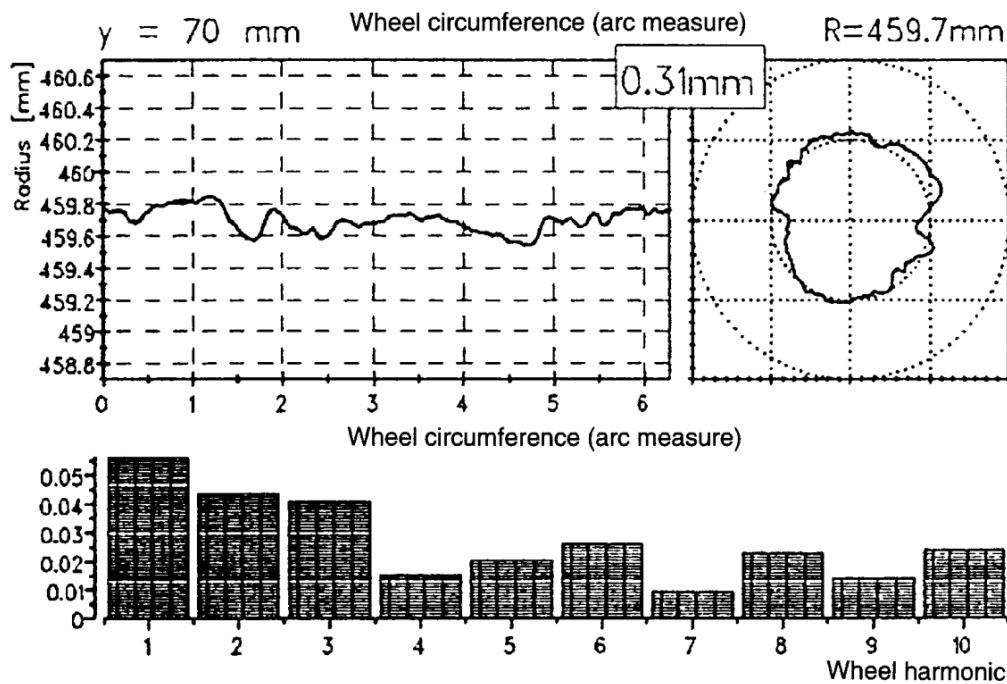 y = 70 mm Wheel circumference (arc measure) R=459.7mm
0.31mm
Radius [mm]
460.6
460.4
460.2
460
459.8
459.6
459.4
459.2
459
458.8
0 1 2 3 4 5 6
Wheel circumference (arc measure)
0.05
0.04
0.03
0.02
0.01
0
1 2 3 4 5 6 7 8 9 10
Wheel harmonic